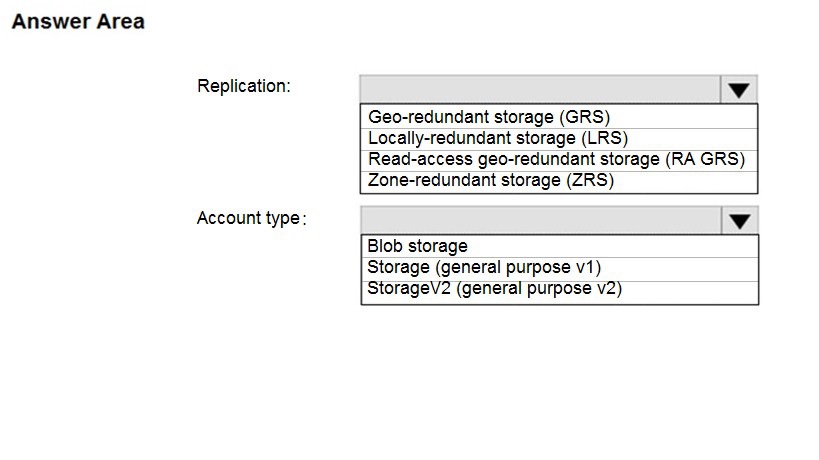 Answer Area
Replication:
Geo-redundant storage (GRS)
Locally-redundant storage (LRS)
Read-access geo-redundant storage (RA GRS)
Zone-redundant storage (ZRS)
Account type:
Blob storage
Storage (general purpose v1)
StorageV2 (general purpose v2)